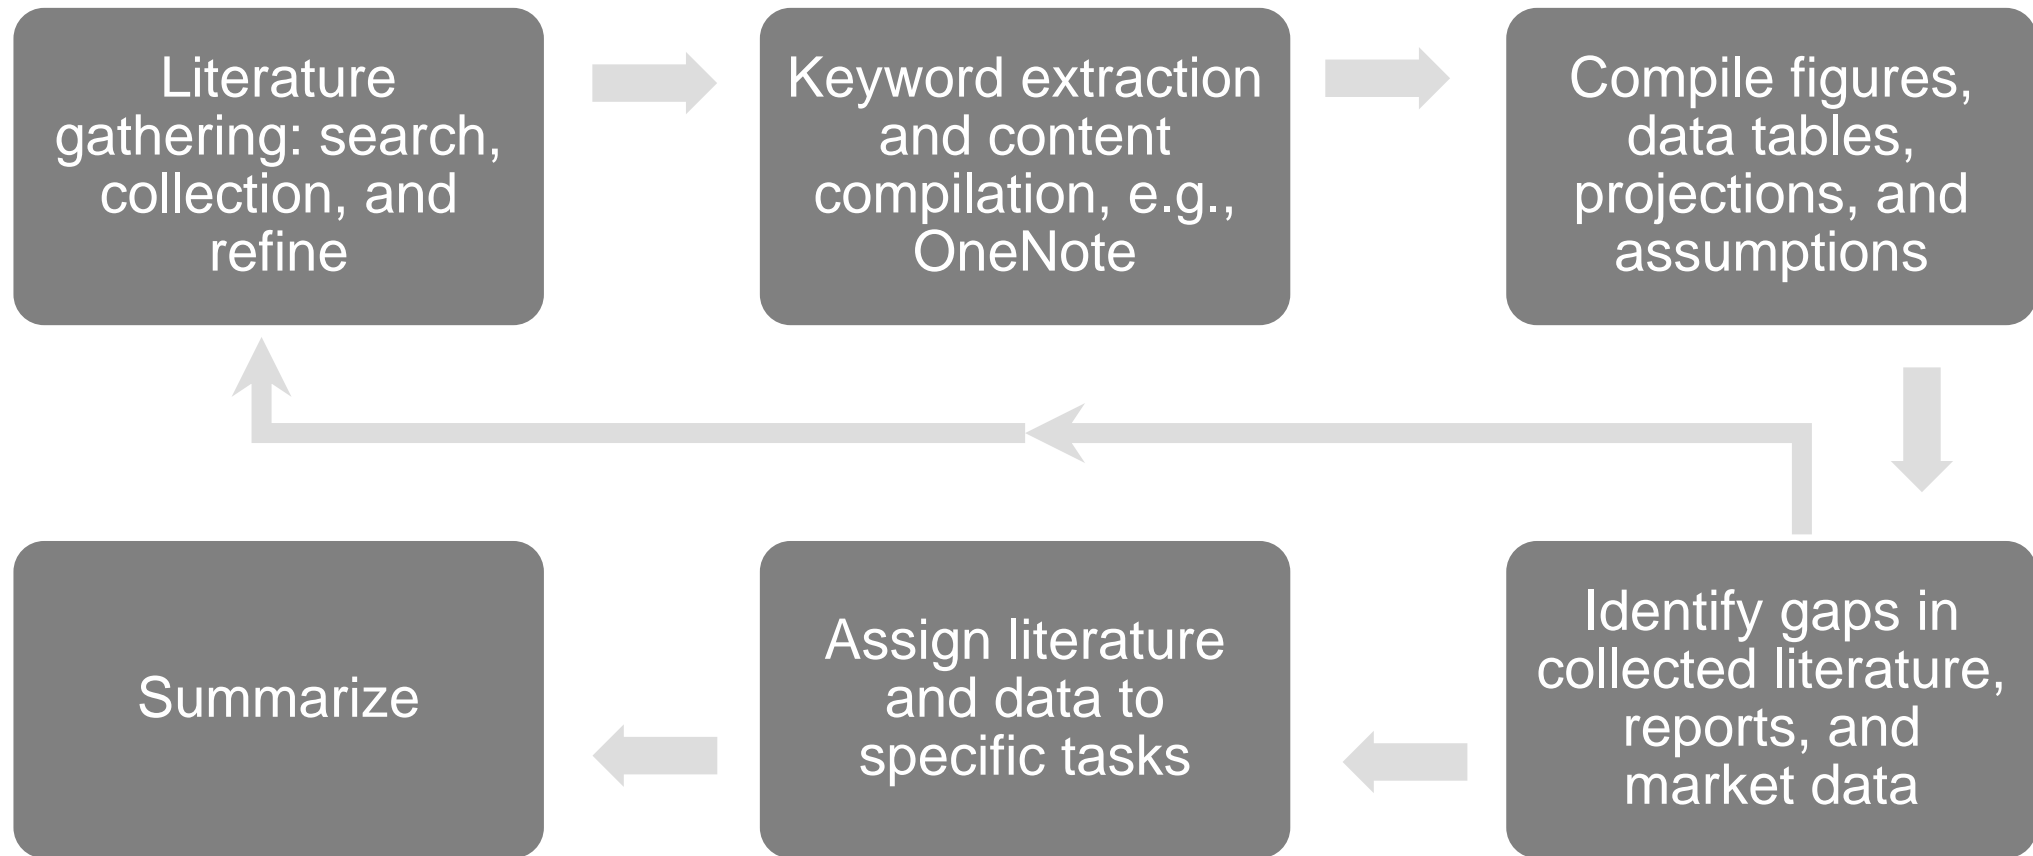 Literature
gathering: search,
collection, and
refine
Keyword extraction
and content
compilation, e.g.,
OneNote
Compile figures,
data tables,
projections, and
assumptions
Identify gaps in
collected literature,
reports, and
market data
Assign literature
and data to
specific tasks
Summarize